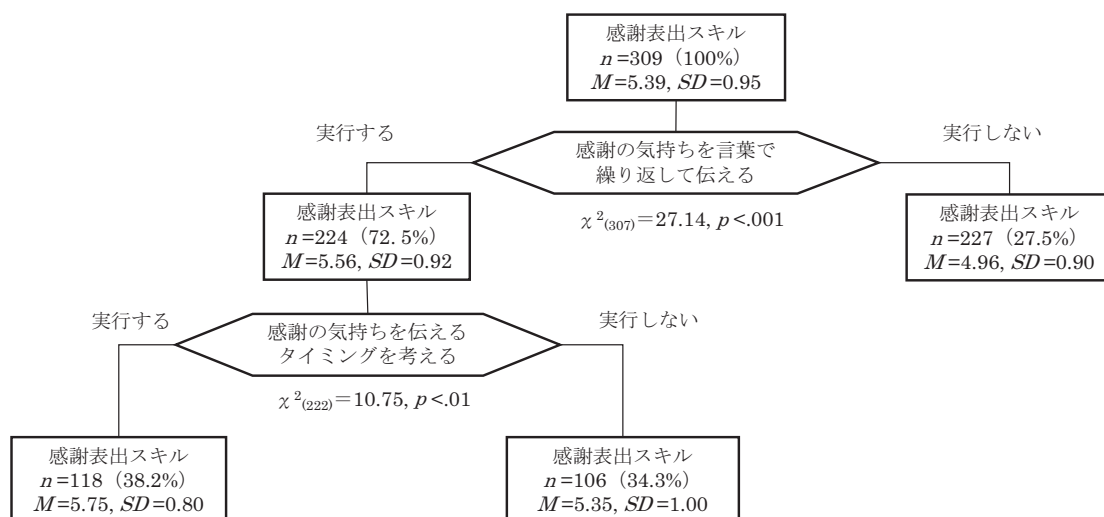 感謝表出スキル
n=309（100%）
M=5.39, SD=0.95
実行する
実行しない
感謝の気持ちを言葉で
繰り返して伝える
χ²(307)＝27.14, p<.001
感謝表出スキル
n=224（72. 5%）
M=5.56, SD=0.92
感謝表出スキル
n=227（27.5%）
M=4.96, SD=0.90
実行する
実行しない
感謝の気持ちを伝える
タイミングを考える
χ²(222)＝10.75, p<.01
感謝表出スキル
n=118（38.2%）
M=5.75, SD=0.80
感謝表出スキル
n=106（34.3%）
M=5.35, SD=1.00